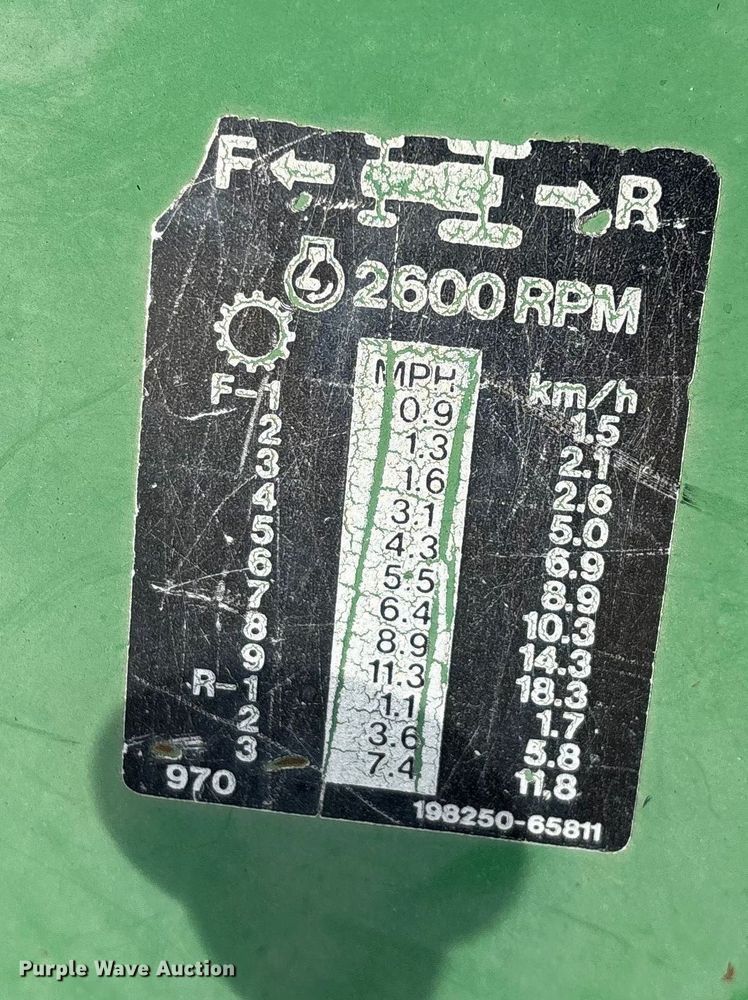 F R
2600 RPM
MPH km/h
F-1 0.9 1.5
2 1.3 2.1
3 1.6 2.6
4 3.1 5.0
5 4.3 6.9
6 5.5 8.9
7 6.4 10.3
8 8.9 14.3
9 11.3 18.3
R-1 1.1 1.7
2 3.6 5.8
3 7.4 11.8
970 198250-65811
Purple Wave Auction